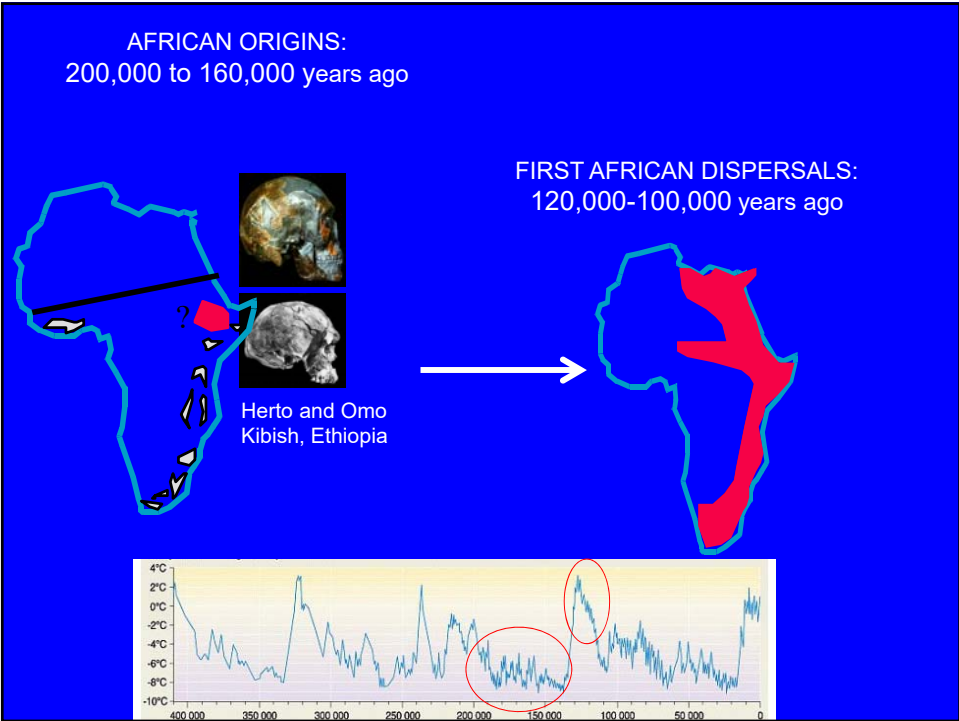 AFRICAN ORIGINS:
200,000 to 160,000 years ago
FIRST AFRICAN DISPERSALS:
120,000-100,000 years ago
?
Herto and Omo
Kibish, Ethiopia
4°C
2°C
0°C
-2°C
-4°C
-6°C
-8°C
-10°C
400 000 350 000 300 000 250 000 200 000 150 000 100 000 50 000 0